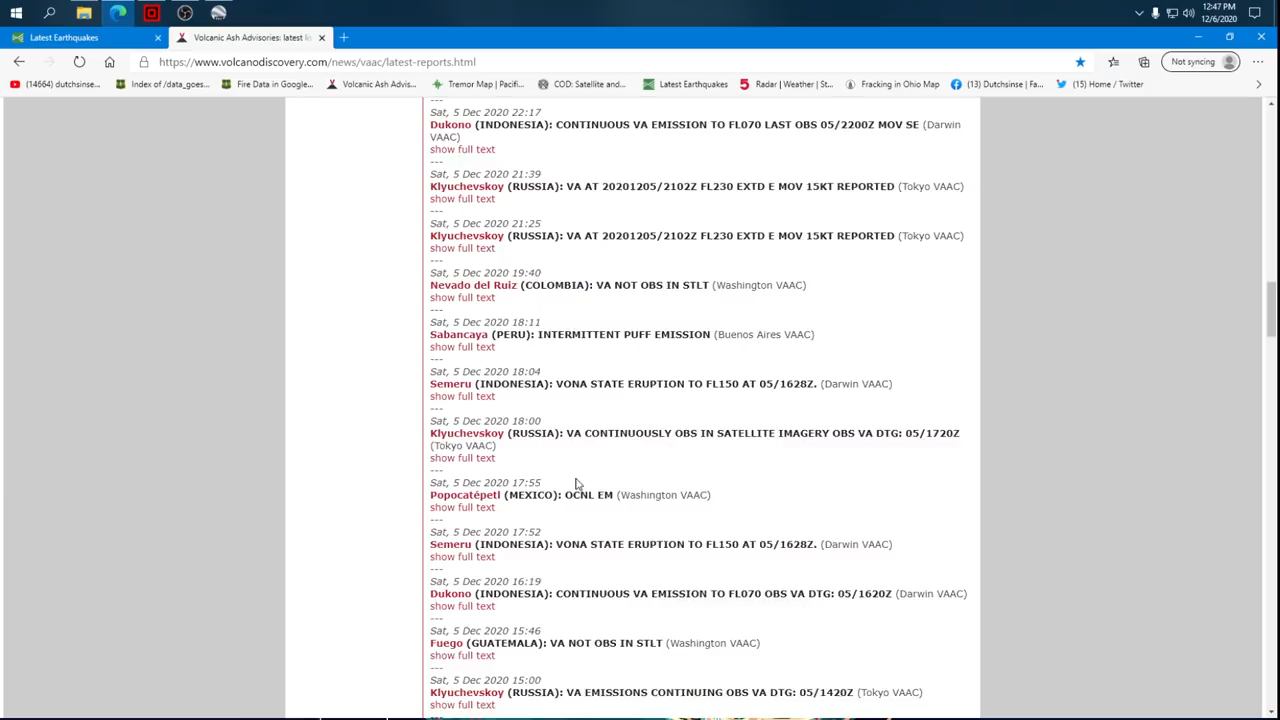 12:47 PM
12/6/2020
Latest Earthquakes
Volcanic Ash Advisories: latest li
https://www.volcanodiscovery.com/news/vaac/latest-reports.html
Not syncing
(14664) dutchsinse...
Index of /data_goes...
Fire Data in Google...
Volcanic Ash Advis...
Tremor Map | Pacifi...
COD: Satellite and...
Latest Earthquakes
Radar | Weather | St...
Fracking in Ohio Map
(13) Dutchsinse | Fa...
(15) Home / Twitter
---
Sat, 5 Dec 2020 22:17
Dukono (INDONESIA): CONTINUOUS VA EMISSION TO FL070 LAST OBS 05/2200Z MOV SE (Darwin
VAAC)
show full text
---
Sat, 5 Dec 2020 21:39
Klyuchevskoy (RUSSIA): VA AT 20201205/2102Z FL230 EXTD E MOV 15KT REPORTED (Tokyo VAAC)
show full text
---
Sat, 5 Dec 2020 21:25
Klyuchevskoy (RUSSIA): VA AT 20201205/2102Z FL230 EXTD E MOV 15KT REPORTED (Tokyo VAAC)
show full text
---
Sat, 5 Dec 2020 19:40
Nevado del Ruiz (COLOMBIA): VA NOT OBS IN STLT (Washington VAAC)
show full text
---
Sat, 5 Dec 2020 18:11
Sabancaya (PERU): INTERMITTENT PUFF EMISSION (Buenos Aires VAAC)
show full text
---
Sat, 5 Dec 2020 18:04
Semeru (INDONESIA): VONA STATE ERUPTION TO FL150 AT 05/1628Z. (Darwin VAAC)
show full text
---
Sat, 5 Dec 2020 18:00
Klyuchevskoy (RUSSIA): VA CONTINUOUSLY OBS IN SATELLITE IMAGERY OBS VA DTG: 05/1720Z
(Tokyo VAAC)
show full text
---
Sat, 5 Dec 2020 17:55
Popocatépetl (MEXICO): OCNL EM (Washington VAAC)
show full text
---
Sat, 5 Dec 2020 17:52
Semeru (INDONESIA): VONA STATE ERUPTION TO FL150 AT 05/1628Z. (Darwin VAAC)
show full text
---
Sat, 5 Dec 2020 16:19
Dukono (INDONESIA): CONTINUOUS VA EMISSION TO FL070 OBS VA DTG: 05/1620Z (Darwin VAAC)
show full text
---
Sat, 5 Dec 2020 15:46
Fuego (GUATEMALA): VA NOT OBS IN STLT (Washington VAAC)
show full text
---
Sat, 5 Dec 2020 15:00
Klyuchevskoy (RUSSIA): VA EMISSIONS CONTINUING OBS VA DTG: 05/1420Z (Tokyo VAAC)
show full text
---